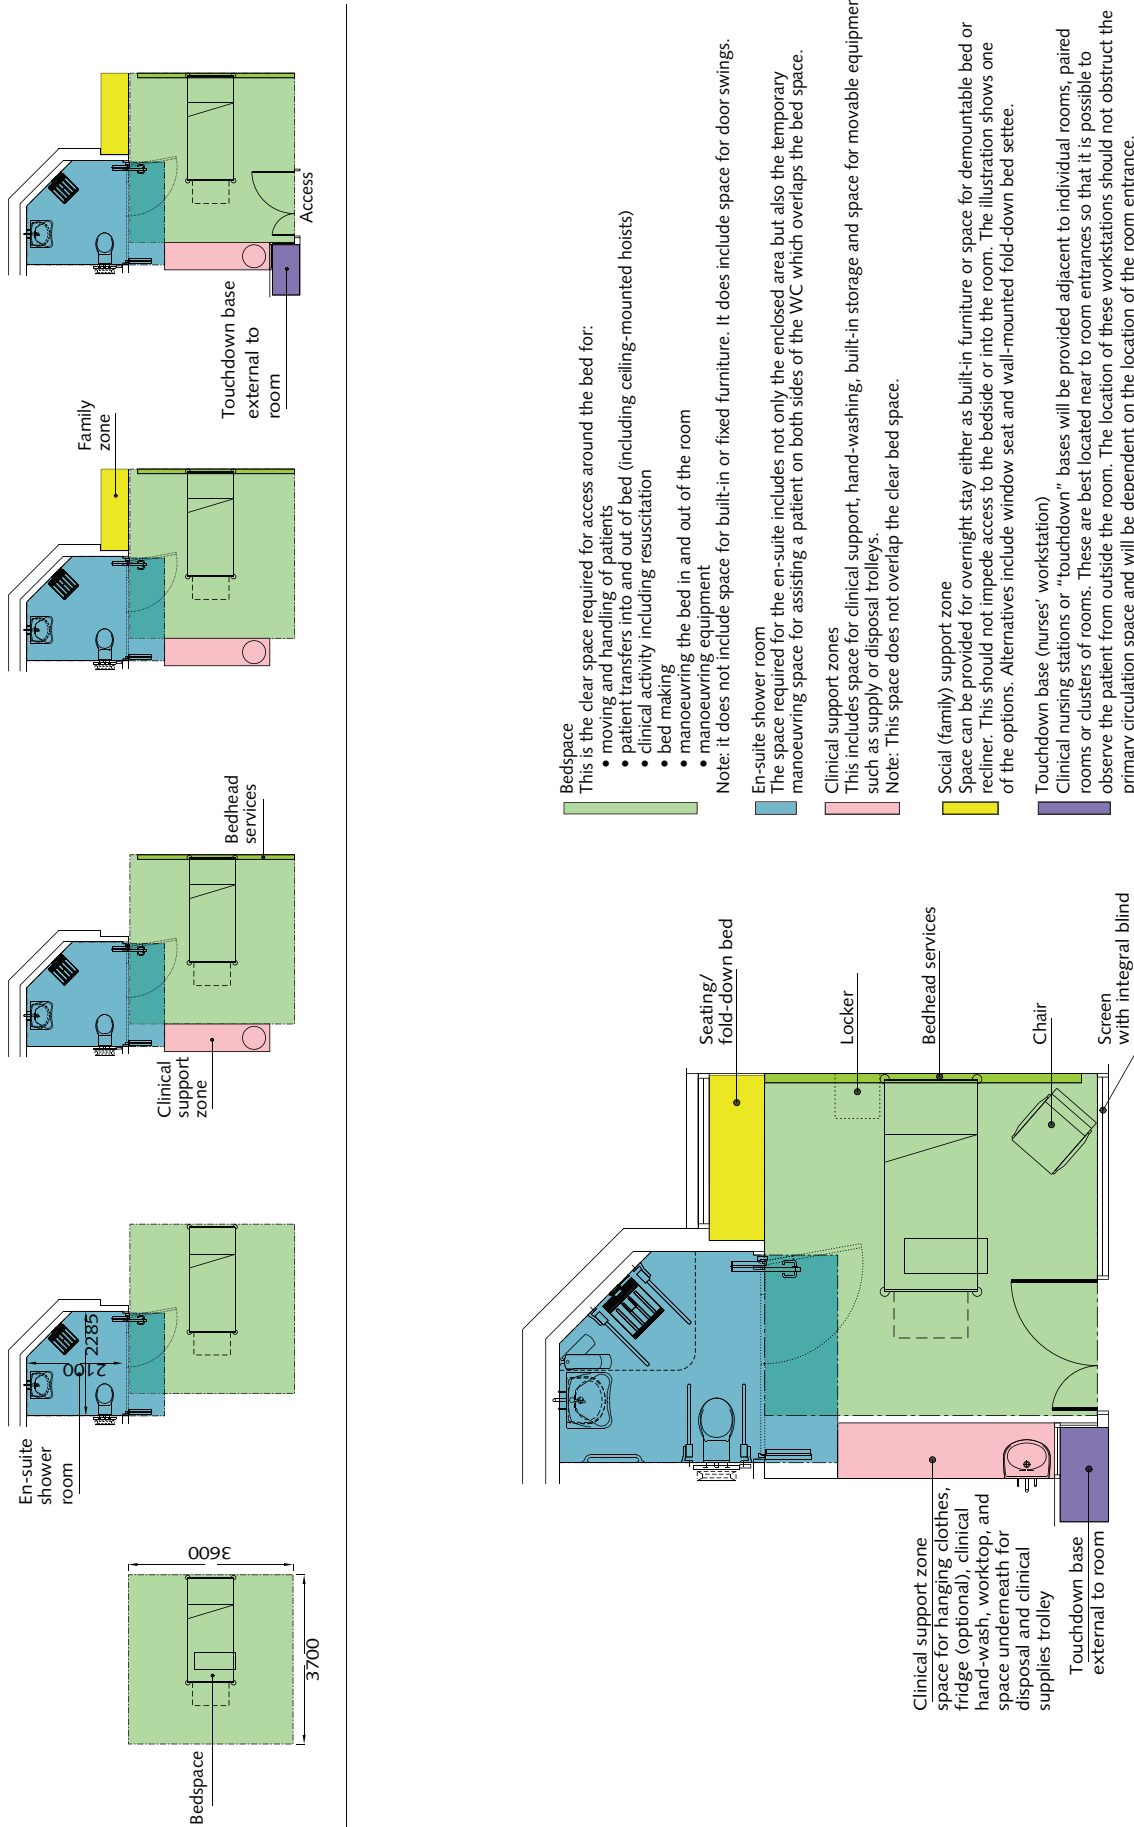 Bedspace
3700
3600
En-suite
shower
room
2100
2285
Clinical
support
zone
Bedhead
services
Family
zone
Touchdown base
external to
room
Access
Clinical support zone
space for hanging clothes,
fridge (optional), clinical
hand-wash, worktop, and
space underneath for
disposal and clinical
supplies trolley
Touchdown base
external to room
Seating/
fold-down bed
Locker
Bedhead services
Chair
Screen
with integral blind
Bedspace
This is the clear space required for access around the bed for:
• moving and handling of patients
• patient transfers into and out of bed (including ceiling-mounted hoists)
• clinical activity including resuscitation
• bed making
• manoeuvring the bed in and out of the room
• manoeuvring equipment
Note: it does not include space for built-in or fixed furniture. It does include space for door swings.
En-suite shower room
The space required for the en-suite includes not only the enclosed area but also the temporary
manoeuvring space for assisting a patient on both sides of the WC which overlaps the bed space.
Clinical support zones
This includes space for clinical support, hand-washing, built-in storage and space for movable equipmen
such as supply or disposal trolleys.
Note: This space does not overlap the clear bed space.
Social (family) support zone
Space can be provided for overnight stay either as built-in furniture or space for demountable bed or
recliner. This should not impede access to the bedside or into the room. The illustration shows one
of the options. Alternatives include window seat and wall-mounted fold-down bed settee.
Touchdown base (nurses' workstation)
Clinical nursing stations or "touchdown" bases will be provided adjacent to individual rooms, paired
rooms or clusters of rooms. These are best located near to room entrances so that it is possible to
observe the patient from outside the room. The location of these workstations should not obstruct the
primary circulation space and will be dependent on the location of the room entrance.